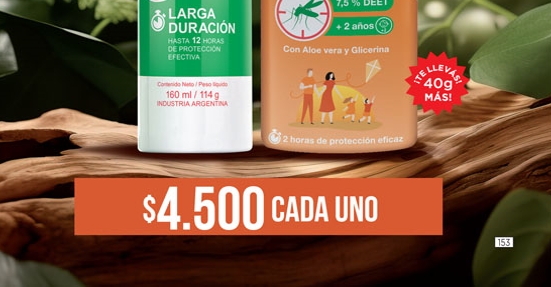 LARGA
DURACIÓN
HASTA 12 HORAS
DE PROTECCIÓN
EFECTIVA
Contenido Neto / Peso líquido
160 ml / 114 g
INDUSTRIA ARGENTINA
7,5 % DEET
+ 2 años
Con Aloe vera y Glicerina
2 horas de protección eficaz
¡TE LLEVÁS!
40g
MÁS!
$4.500 CADA UNO
153